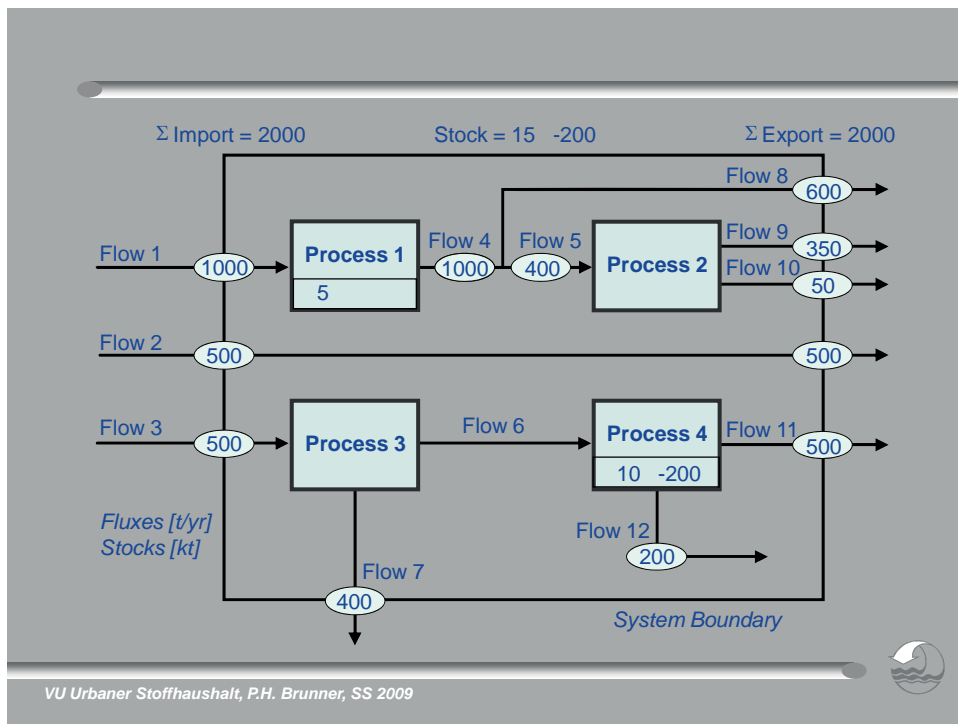 Σ Import = 2000
Stock = 15 -200
Σ Export = 2000
Flow 8
600
Flow 1
1000
Process 1
5
Flow 4
1000
Flow 5
400
Process 2
Flow 9
350
Flow 10
50
Flow 2
500
500
Flow 3
500
Process 3
Flow 6
Process 4
10 -200
Flow 11
500
Flow 12
200
Fluxes [t/yr]
Stocks [kt]
Flow 7
400
System Boundary
VU Urbaner Stoffhaushalt, P.H. Brunner, SS 2009